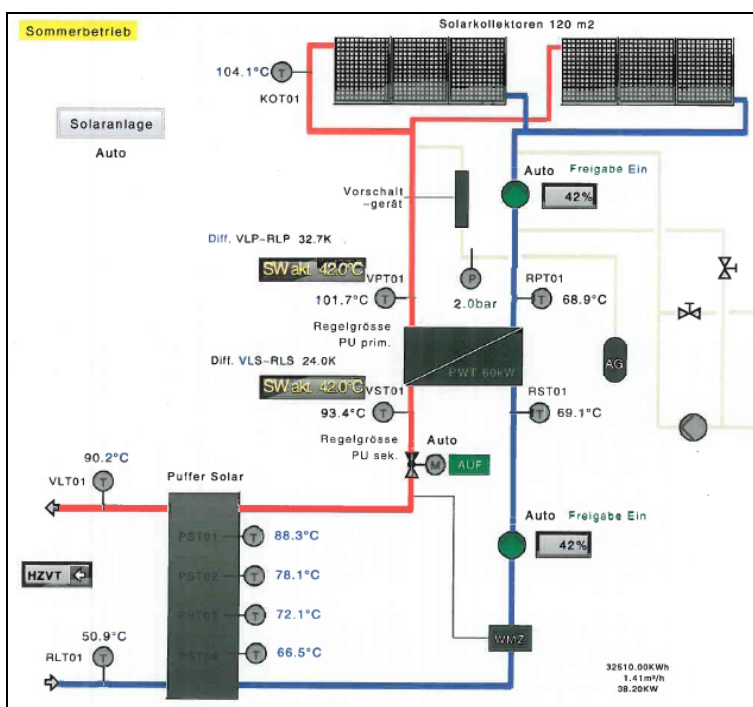 Sommerbetrieb
Solarkollektoren 120 m2
104.1°C T
KOT01
Solaranlage
Auto
Auto Freigabe Ein
42%
Vorschalt
-gerät
Diff. VLP-RLP 32.7K
SW akt. 42.0°C
VPT01
T
101.7°C
P
2.0bar
RPT01
T 68.9°C
Regelgrösse
PU prim.
PWT 60kW
AG
Diff. VLS-RLS 24.0K
SW akt. 42.0°C
VST01
T
93.4°C
RST01
T 69.1°C
Regelgrösse
PU sek.
Auto
M AUF
90.2°C
VLT01 T
Puffer Solar
PST01 T 88.3°C
PST02 T 78.1°C
T 72.1°C
PST04 T 66.5°C
Auto Freigabe Ein
42%
HZVT
50.9°C
RLT01 T
WMZ
32510.00KWh
1.41m³/h
38.20KW